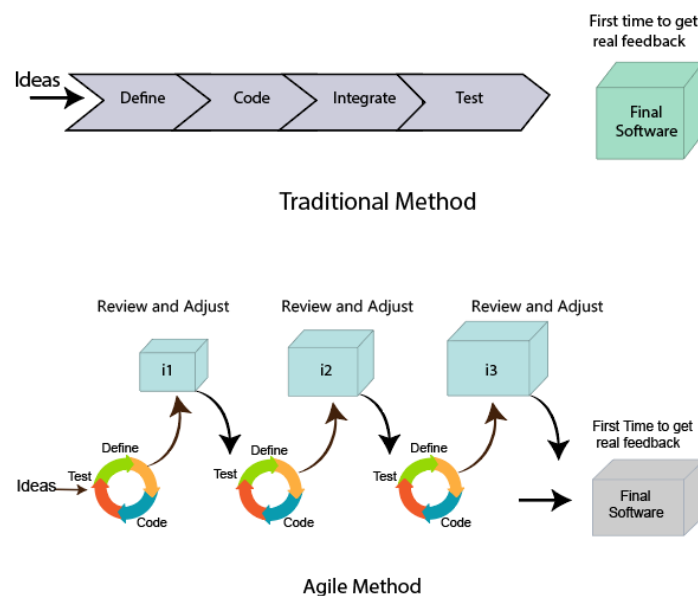 First time to get
real feedback
Ideas
Define
Code
Integrate
Test
Final
Software
Traditional Method
Review and Adjust
Review and Adjust
Review and Adjust
i1
i2
i3
Define
Test
Code
Ideas
Define
Test
Code
Define
Test
Code
First Time to get
real feedback
Final
Software
Agile Method